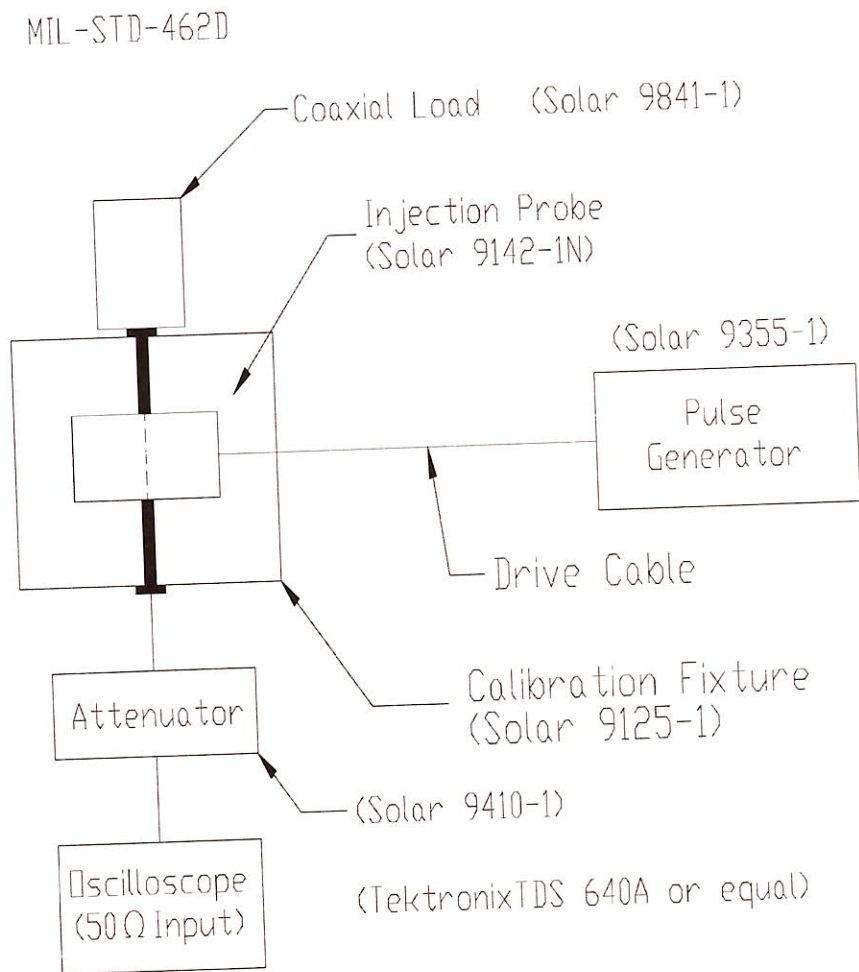 MIL-STD-462D
Coaxial Load (Solar 9841-1)
Injection Probe
(Solar 9142-1N)
(Solar 9355-1)
Pulse
Generator
Drive Cable
Calibration Fixture
(Solar 9125-1)
Attenuator
(Solar 9410-1)
Oscilloscope
(50Ω Input)
(TektronixTDS 640A or equal)